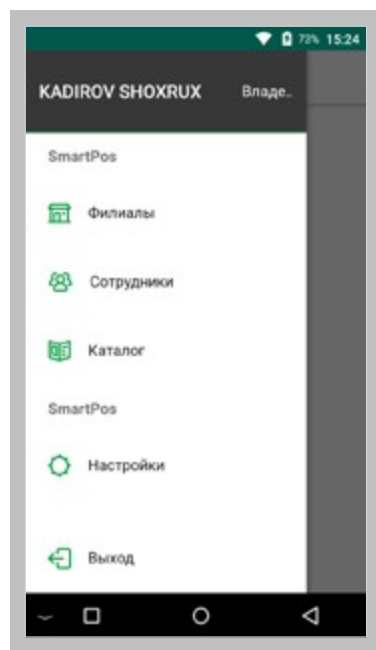 73% 15:24
KADIROV SHOXRUX Владе..
SmartPos
Филиалы
Сотрудники
Каталог
SmartPos
Настройки
Выход